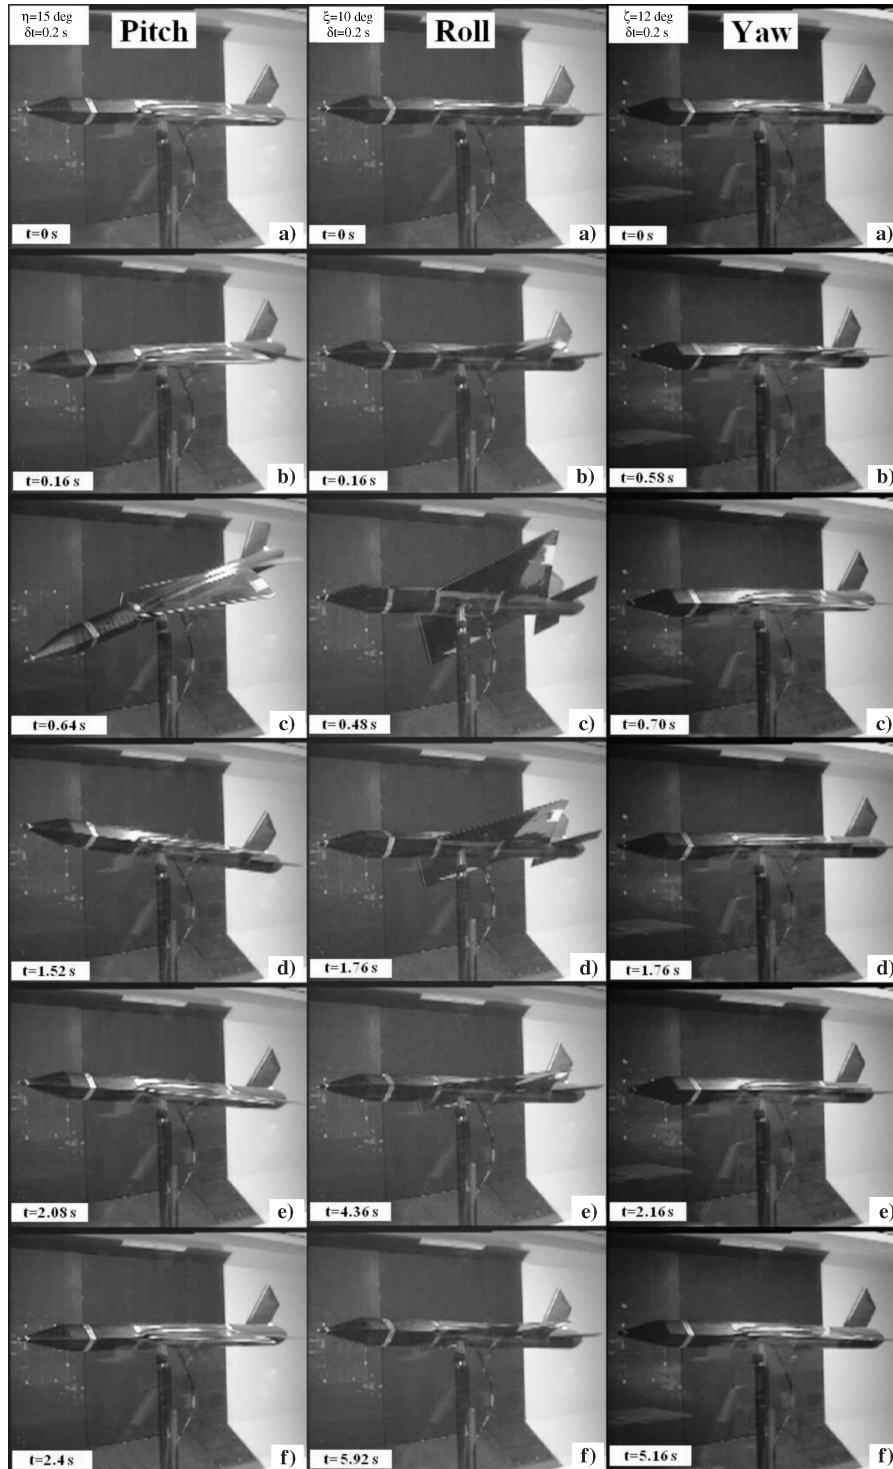 η=15 deg
δt=0.2 s
Pitch
ξ=10 deg
δt=0.2 s
Roll
ζ=12 deg
δt=0.2 s
Yaw
t=0 s
a)
t=0 s
a)
t=0 s
a)
t=0.16 s
b)
t=0.16 s
b)
t=0.58 s
b)
t=0.64 s
c)
t=0.48 s
c)
t=0.70 s
c)
t=1.52 s
d)
t=1.76 s
d)
t=1.76 s
d)
t=2.08 s
e)
t=4.36 s
e)
t=2.16 s
e)
t=2.4 s
f)
t=5.92 s
f)
t=5.16 s
f)